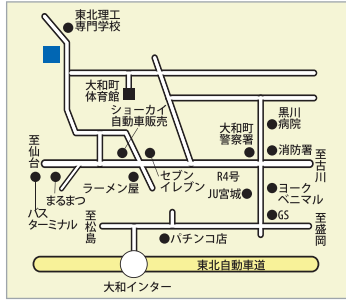 東北理工
専門学校
大和町
体育館
ショーカイ
自動車販売
黒川
病院
大和町
警察署
消防署
至仙台
至古川
セブン
イレブン
R4号
ラーメン屋
JU宮城
ヨーク
ベニマル
まるまつ
バス
ターミナル
至松島
GS
至盛岡
パチンコ店
東北自動車道
大和インター